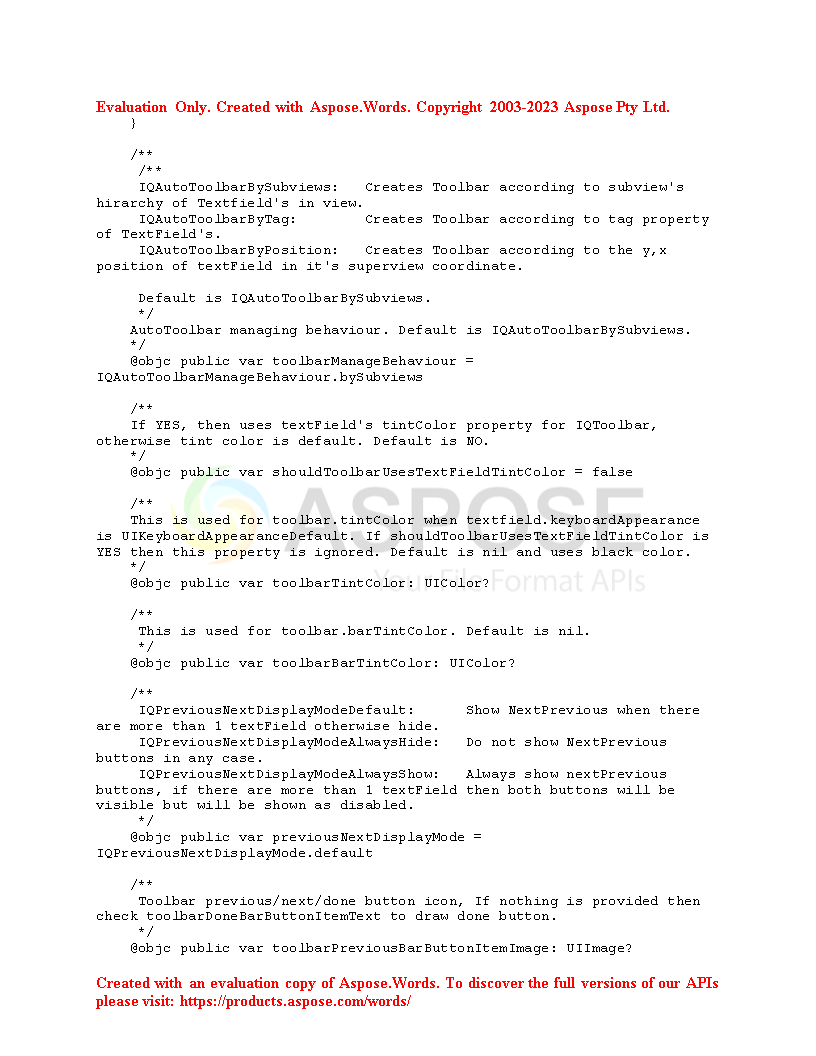 Evaluation Only. Created with Aspose.Words. Copyright 2003-2023 Aspose Pty Ltd.
    }

    /**
     /**
     IQAutoToolbarBySubviews:   Creates Toolbar according to subview's
hirarchy of Textfield's in view.
     IQAutoToolbarByTag:        Creates Toolbar according to tag property
of TextField's.
     IQAutoToolbarByPosition:   Creates Toolbar according to the y,x
position of textField in it's superview coordinate.

     Default is IQAutoToolbarBySubviews.
     */
    AutoToolbar managing behaviour. Default is IQAutoToolbarBySubviews.
    */
    @objc public var toolbarManageBehaviour =
IQAutoToolbarManageBehaviour.bySubviews

    /**
    If YES, then uses textField's tintColor property for IQToolbar,
otherwise tint color is default. Default is NO.
    */
    @objc public var shouldToolbarUsesTextFieldTintColor = false

    /**
    This is used for toolbar.tintColor when textfield.keyboardAppearance
is UIKeyboardAppearanceDefault. If shouldToolbarUsesTextFieldTintColor is
YES then this property is ignored. Default is nil and uses black color.
    */
    @objc public var toolbarTintColor: UIColor?

    /**
     This is used for toolbar.barTintColor. Default is nil.
     */
    @objc public var toolbarBarTintColor: UIColor?

    /**
     IQPreviousNextDisplayModeDefault:      Show NextPrevious when there
are more than 1 textField otherwise hide.
     IQPreviousNextDisplayModeAlwaysHide:   Do not show NextPrevious
buttons in any case.
     IQPreviousNextDisplayModeAlwaysShow:   Always show nextPrevious
buttons, if there are more than 1 textField then both buttons will be
visible but will be shown as disabled.
     */
    @objc public var previousNextDisplayMode =
IQPreviousNextDisplayMode.default

    /**
     Toolbar previous/next/done button icon, If nothing is provided then
check toolbarDoneBarButtonItemText to draw done button.
     */
    @objc public var toolbarPreviousBarButtonItemImage: UIImage?

ASPOSE
Your File Format APIs
Created with an evaluation copy of Aspose.Words. To discover the full versions of our APIs
please visit: https://products.aspose.com/words/